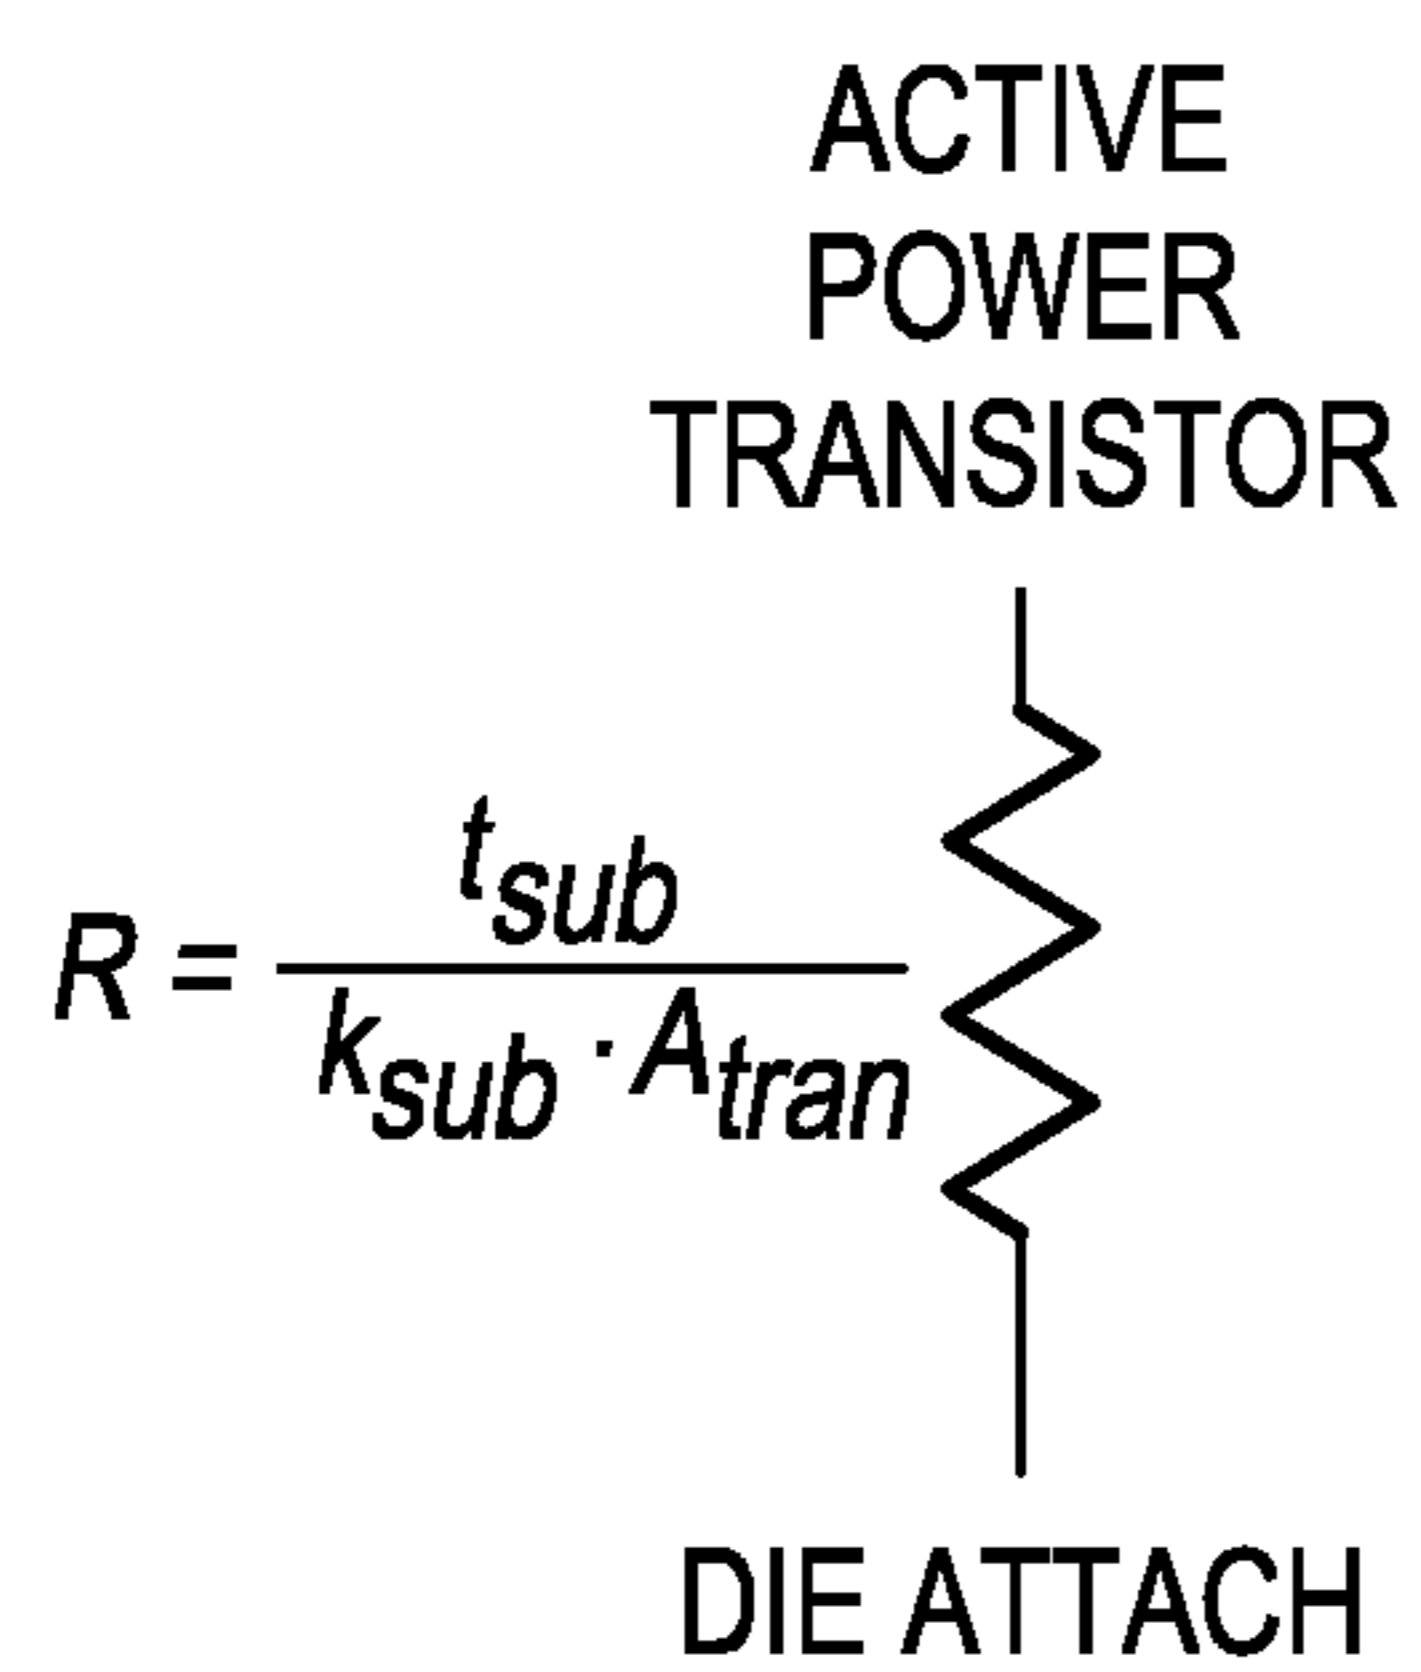 ACTIVE
POWER
TRANSISTOR
R = t_sub / k_sub · A_tran
DIE ATTACH